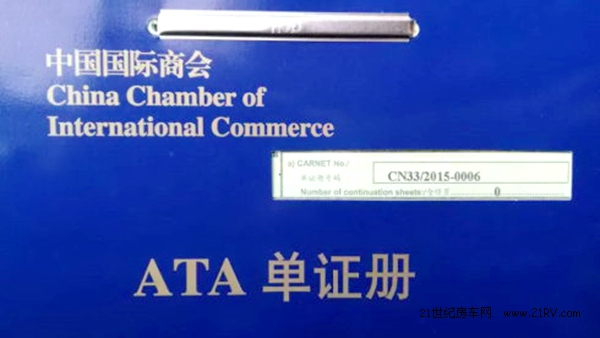 中国国际商会
China Chamber of
International Commerce
a) CARNET No./
单证册号码
CN33/2015-0006
Number of continuation sheets:
0
ATA 单证册
21世纪房车网 www.21RV.com